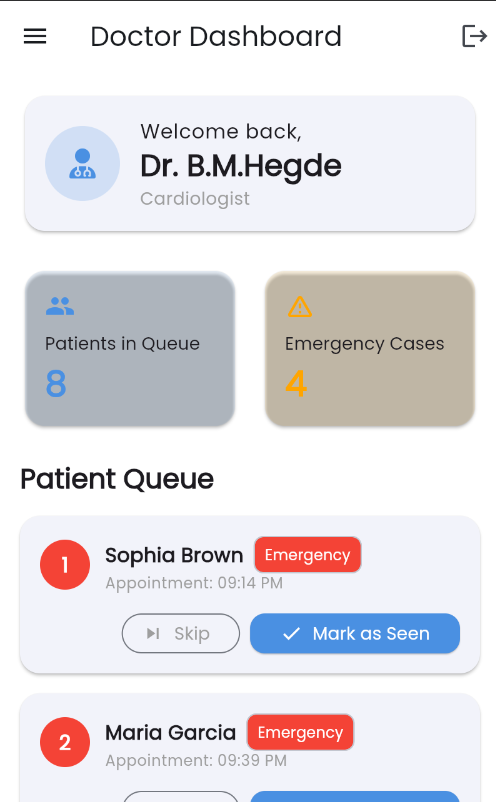 Doctor Dashboard
Welcome back,
Dr. B.M.Hegde
Cardiologist
Patients in Queue
8
Emergency Cases
4
Patient Queue
1
Sophia Brown
Emergency
Appointment: 09:14 PM
Skip
Mark as Seen
2
Maria Garcia
Emergency
Appointment: 09:39 PM